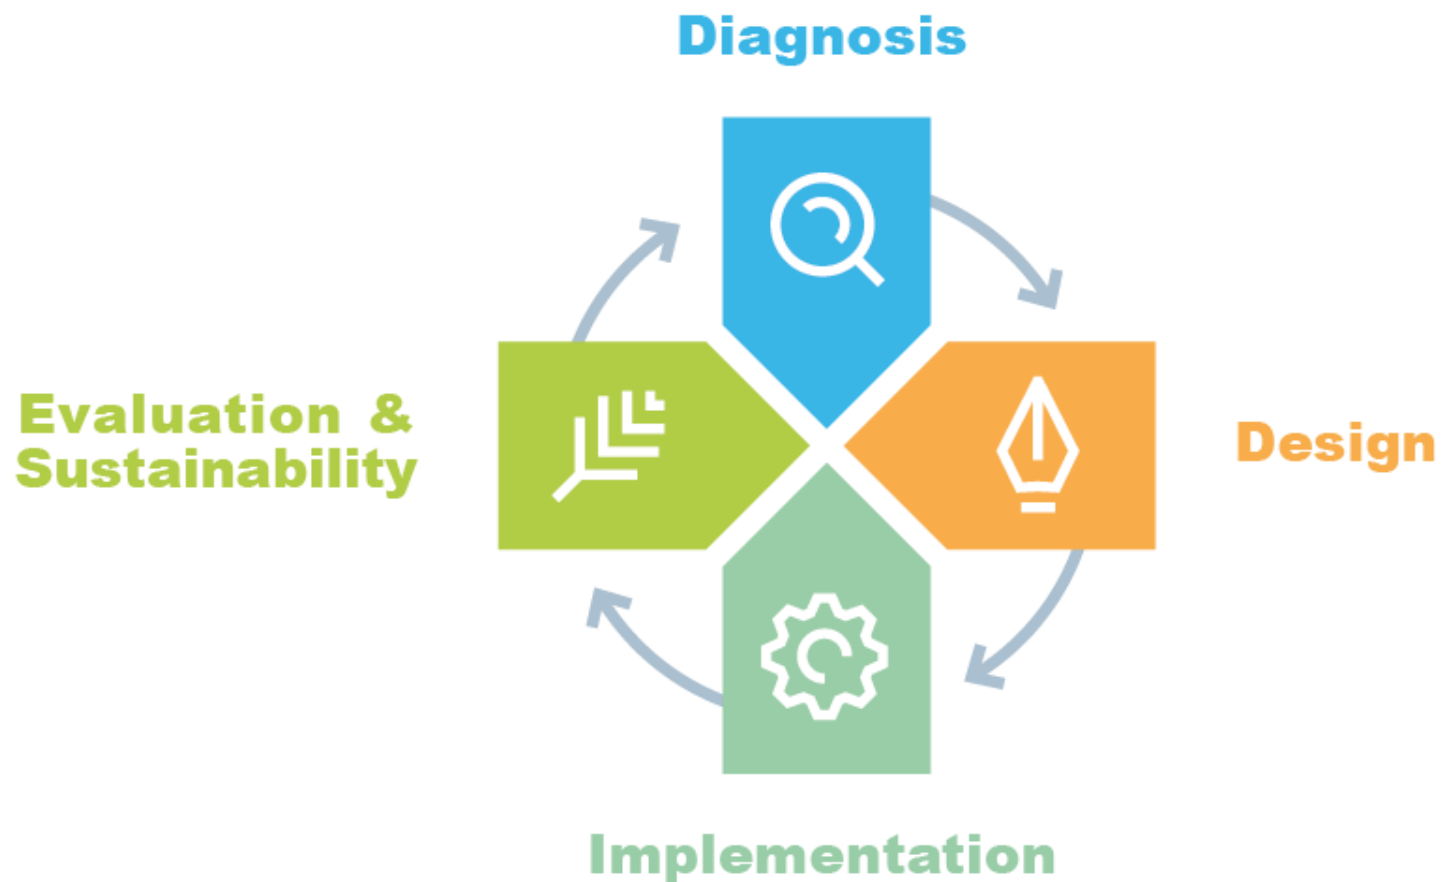 Diagnosis
Evaluation &
Sustainability
Design
Implementation